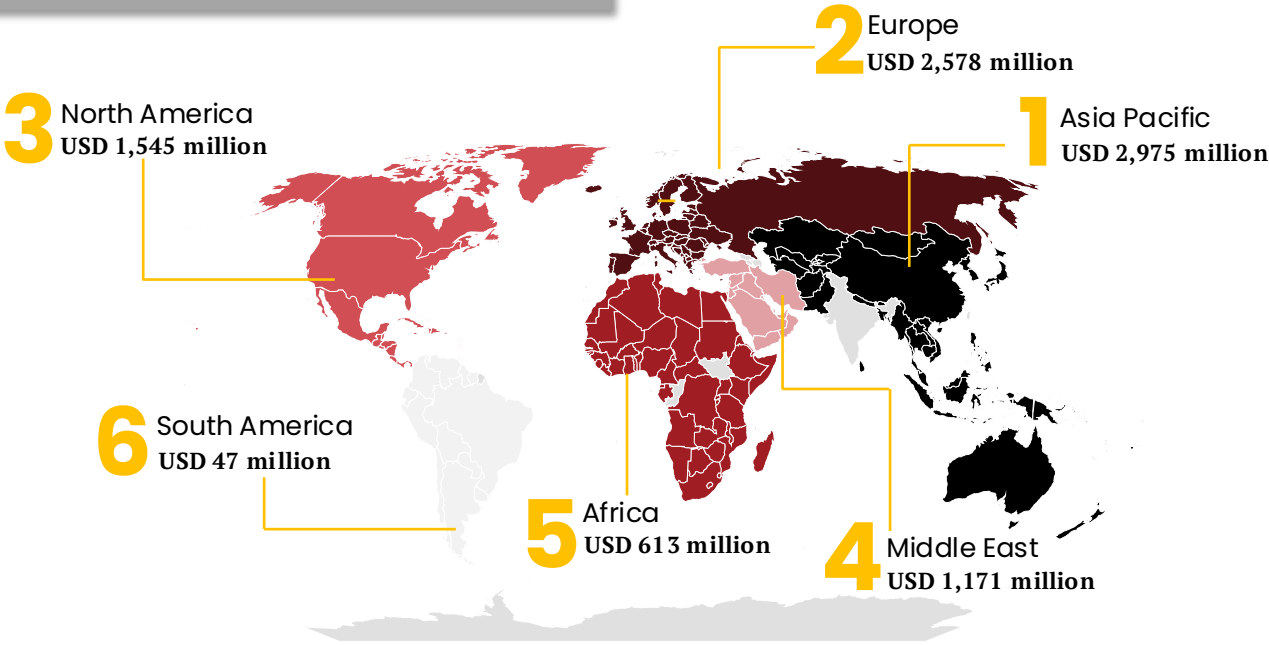 2 Europe
USD 2,578 million
1 Asia Pacific
USD 2,975 million
3 North America
USD 1,545 million
6 South America
USD 47 million
5 Africa
USD 613 million
4 Middle East
USD 1,171 million